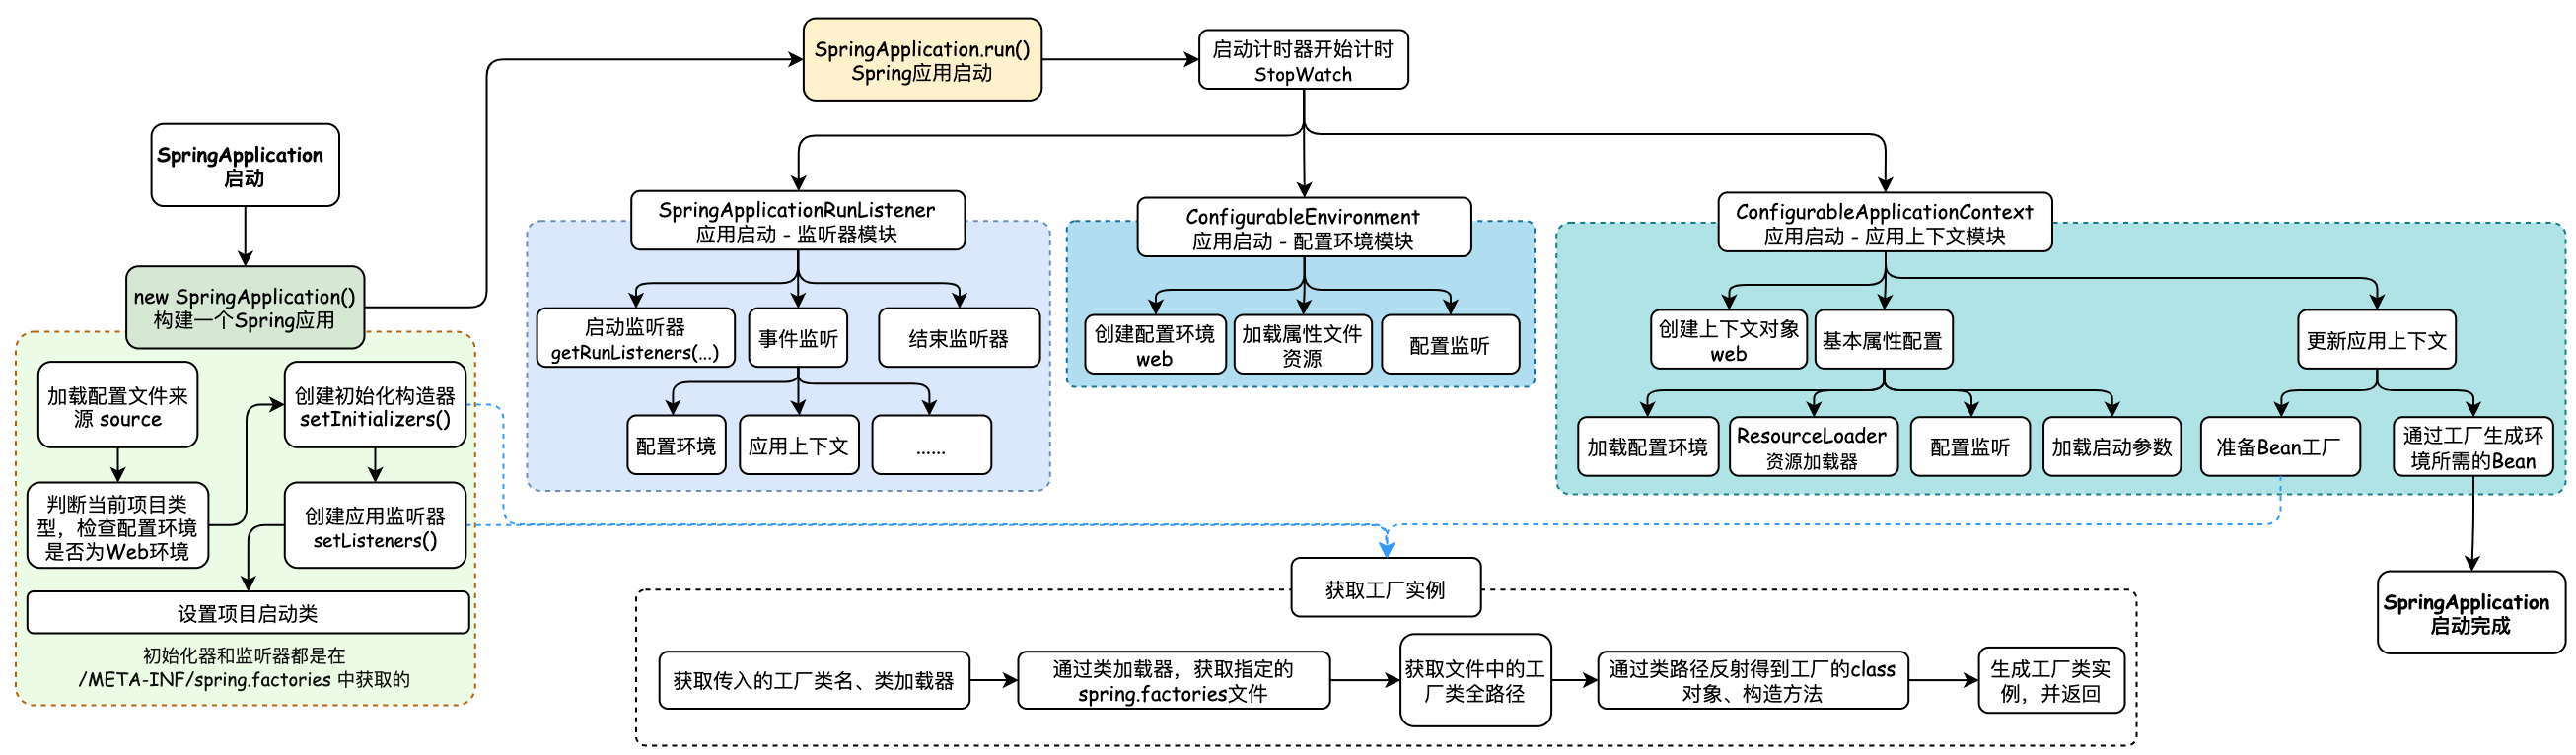 SpringApplication.run()
Spring应用启动
启动计时器开始计时
StopWatch
SpringApplication
启动
new SpringApplication()
构建一个Spring应用
加载配置文件来
源 source
判断当前项目类
型，检查配置环境
是否为Web环境
创建初始化构造器
setInitializers()
创建应用监听器
setListeners()
设置项目启动类
初始化器和监听器都是在
/META-INF/spring.factories 中获取的
SpringApplicationRunListener
应用启动 - 监听器模块
启动监听器
getRunListeners(...)
事件监听
结束监听器
配置环境
应用上下文
......
ConfigurableEnvironment
应用启动 - 配置环境模块
创建配置环境
web
加载属性文件
资源
配置监听
ConfigurableApplicationContext
应用启动 - 应用上下文模块
创建上下文对象
web
基本属性配置
更新应用上下文
加载配置环境
ResourceLoader
资源加载器
配置监听
加载启动参数
准备Bean工厂
通过工厂生成环
境所需的Bean
SpringApplication
启动完成
获取工厂实例
获取传入的工厂类名、类加载器
通过类加载器，获取指定的
spring.factories文件
获取文件中的工
厂类全路径
通过类路径反射得到工厂的class
对象、构造方法
生成工厂类实
例，并返回